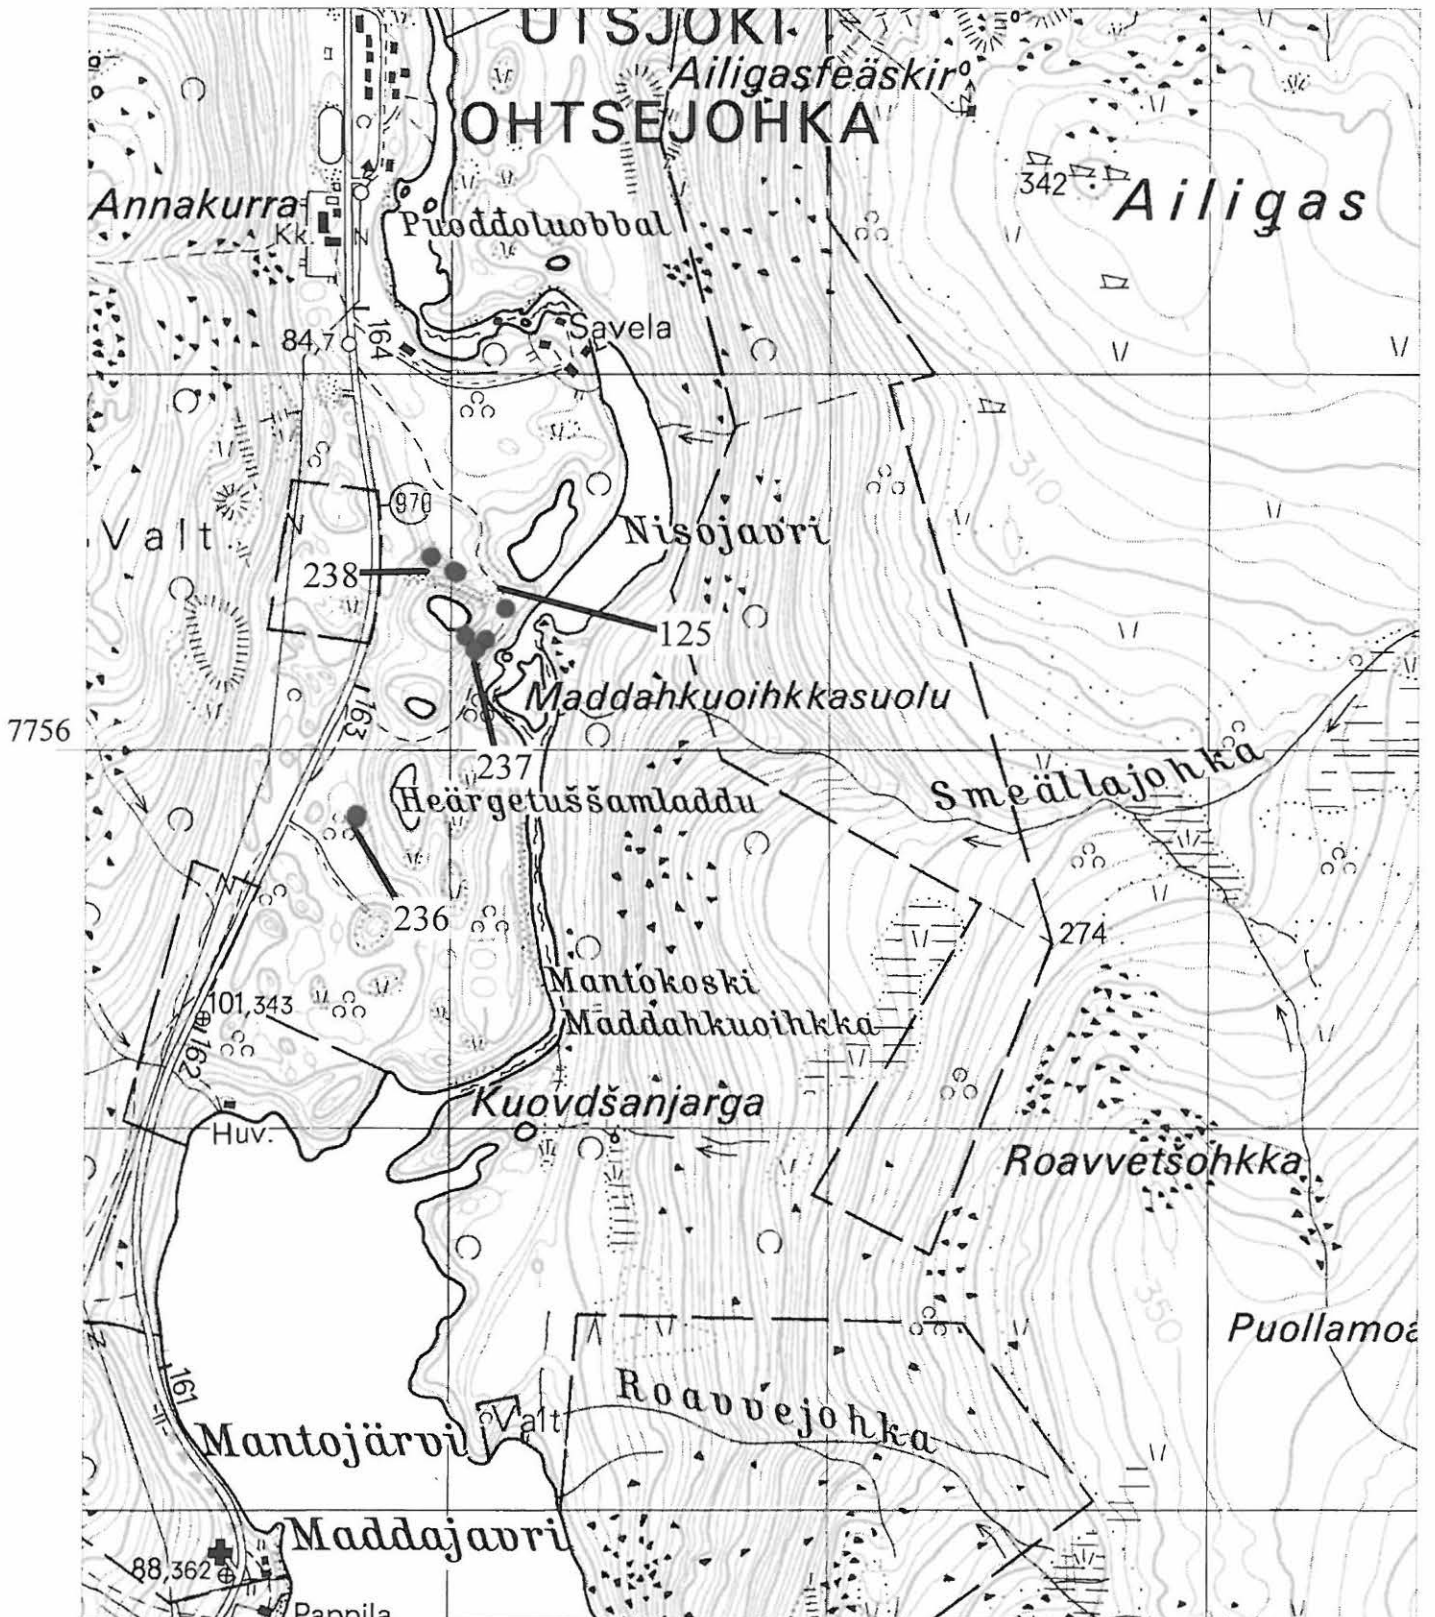 UTSJOKI
Ailigasfeäskir
OHTSEJOHKA
342
Ailigas
Annakurra
Kk.
Puoddoluobbal
Savela
84,7
164
310
970
Valt.
Nisojavri
238
125
Maddahkuoihkkasuolu
163
7756
237
Smeällajohka
Heärgetuššamladdu
236
274
Mantokoski
101,343
Maddahkuoihkka
162
Kuovdšanjarga
Huv.
Roavvetšohkka
350
Puollamoa
161
Roavvejohka
Valt
Mantojärvi
Maddajavri
88,362
Pappila